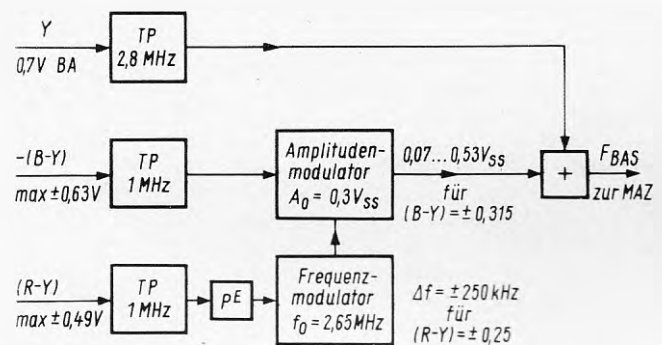 Y
0,7V BA
TP
2,8 MHz
-(B-Y)
max ±0,63V
TP
1 MHz
Amplituden-
modulator
A₀ = 0,3Vss
0,07...0,53Vss
für
(B-Y) = ±0,315
+
FBAS
zur MAZ
(R-Y)
max ±0,49V
TP
1 MHz
PE
Frequenz-
modulator
f₀ = 2,65MHz
Δf = ±250 kHz
für
(R-Y) = ±0,25